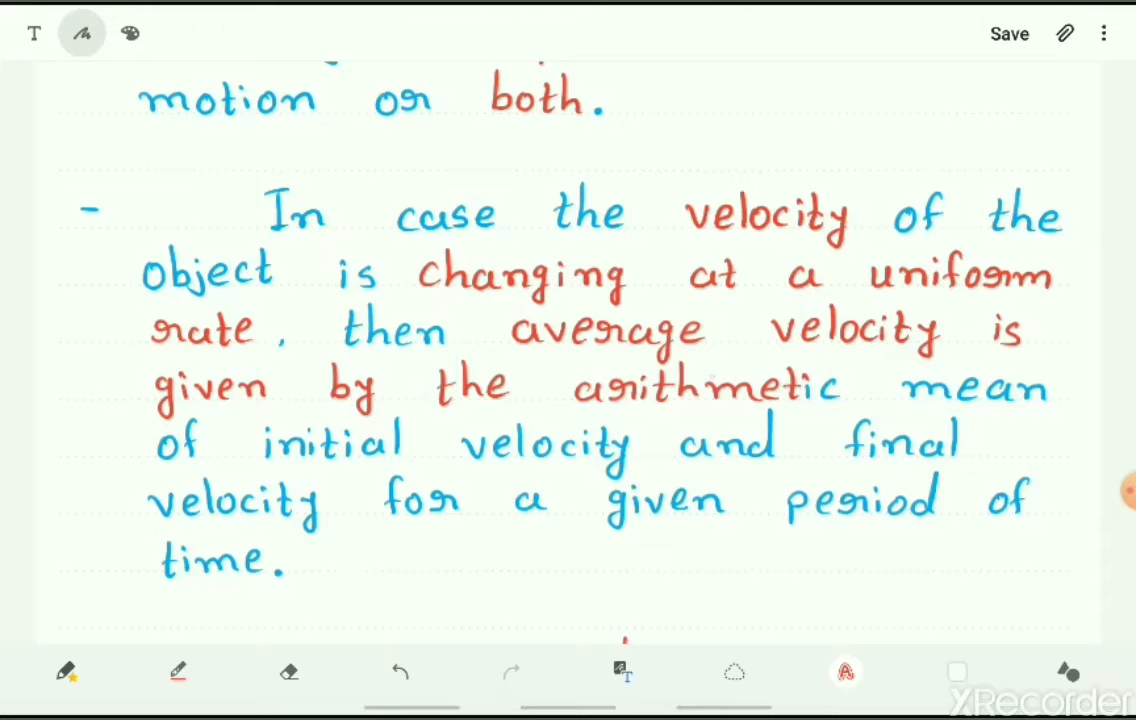 T
Save
motion or both.
- In case the velocity of the
object is changing at a uniform
rate, then average velocity is
given by the arithmetic mean
of initial velocity and final
velocity for a given period of
time.
T
A
XRecorder